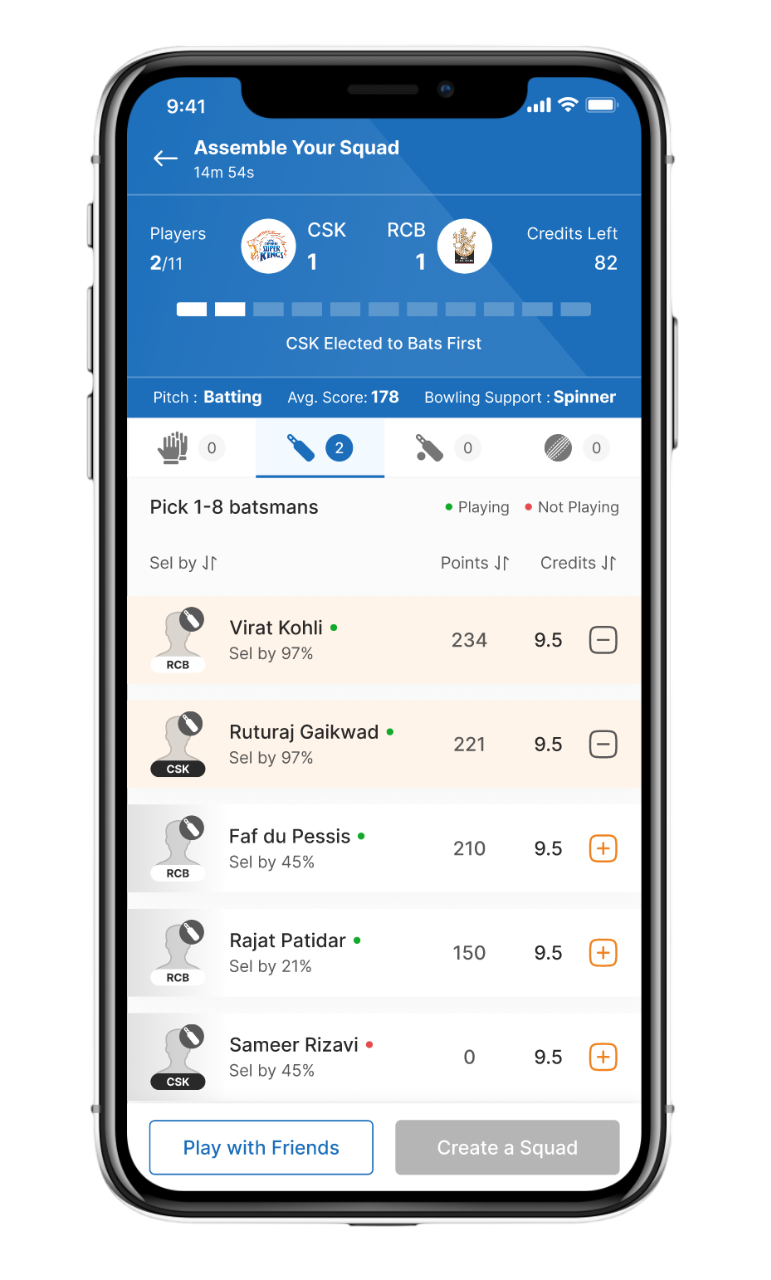 9:41
Assemble Your Squad
14m 54s
Players
2/11
CSK
1
RCB
1
Credits Left
82
CSK Elected to Bats First
Pitch : Batting
Avg. Score: 178
Bowling Support : Spinner
0
2
0
0
Pick 1-8 batsmans
Playing
Not Playing
Sel by
Points
Credits
RCB
Virat Kohli
Sel by 97%
234
9.5
CSK
Ruturaj Gaikwad
Sel by 97%
221
9.5
RCB
Faf du Pessis
Sel by 45%
210
9.5
RCB
Rajat Patidar
Sel by 21%
150
9.5
CSK
Sameer Rizavi
Sel by 45%
0
9.5
Play with Friends
Create a Squad